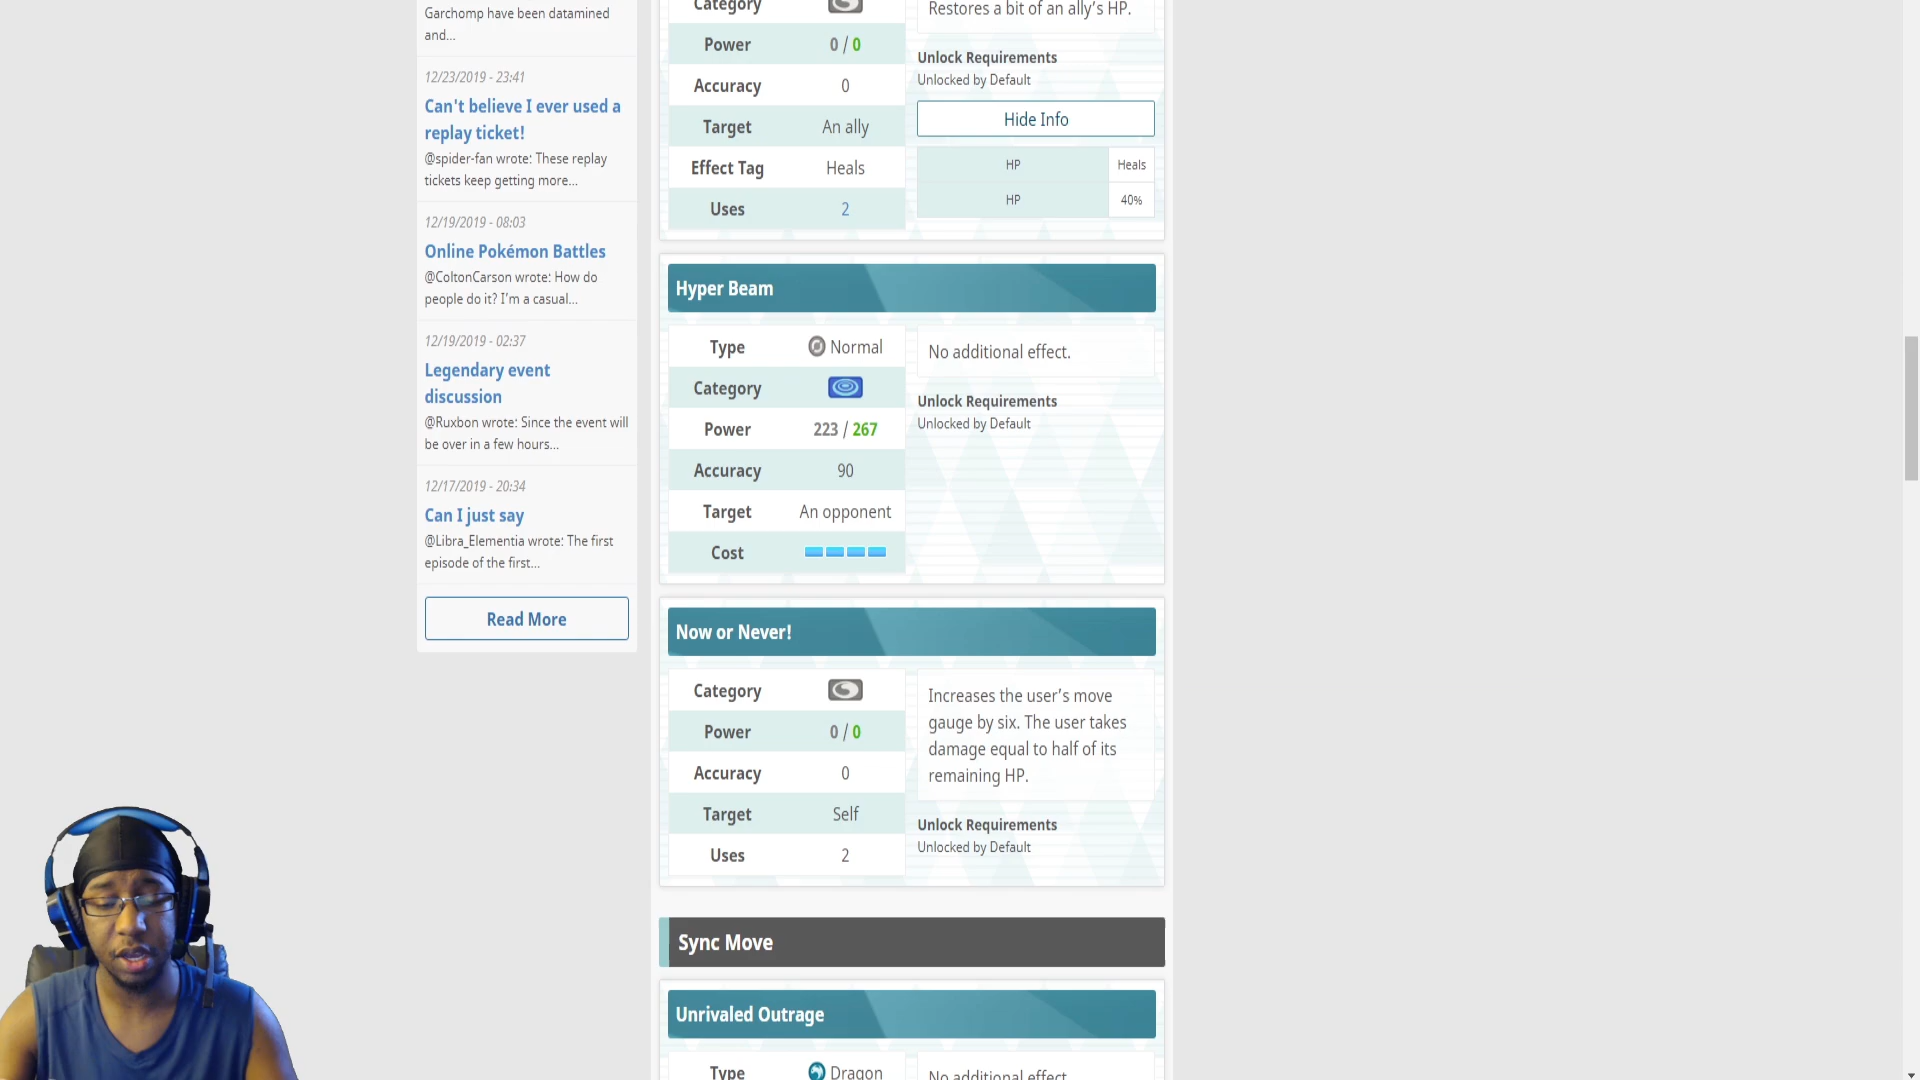 Garchomp have been datamined
and...
12/23/2019 - 23:41
Can't believe I ever used a
replay ticket!
@spider-fan wrote: These replay
tickets keep getting more...
12/19/2019 - 08:03
Online Pokémon Battles
@ColtonCarson wrote: How do
people do it? I'm a casual...
12/19/2019 - 02:37
Legendary event
discussion
@Ruxbon wrote: Since the event will
be over in a few hours...
12/17/2019 - 20:34
Can I just say
@Libra_Elementia wrote: The first
episode of the first...
Read More
Category
Power 0 / 0
Accuracy 0
Target An ally
Effect Tag Heals
Uses 2
Restores a bit of an ally's HP.
Unlock Requirements
Unlocked by Default
Hide Info
HP Heals
HP 40%
Hyper Beam
Type Normal
Category
Power 223 / 267
Accuracy 90
Target An opponent
Cost
No additional effect.
Unlock Requirements
Unlocked by Default
Now or Never!
Category
Power 0 / 0
Accuracy 0
Target Self
Uses 2
Increases the user's move
gauge by six. The user takes
damage equal to half of its
remaining HP.
Unlock Requirements
Unlocked by Default
Sync Move
Unrivaled Outrage
Type Dragon
No additional effect.